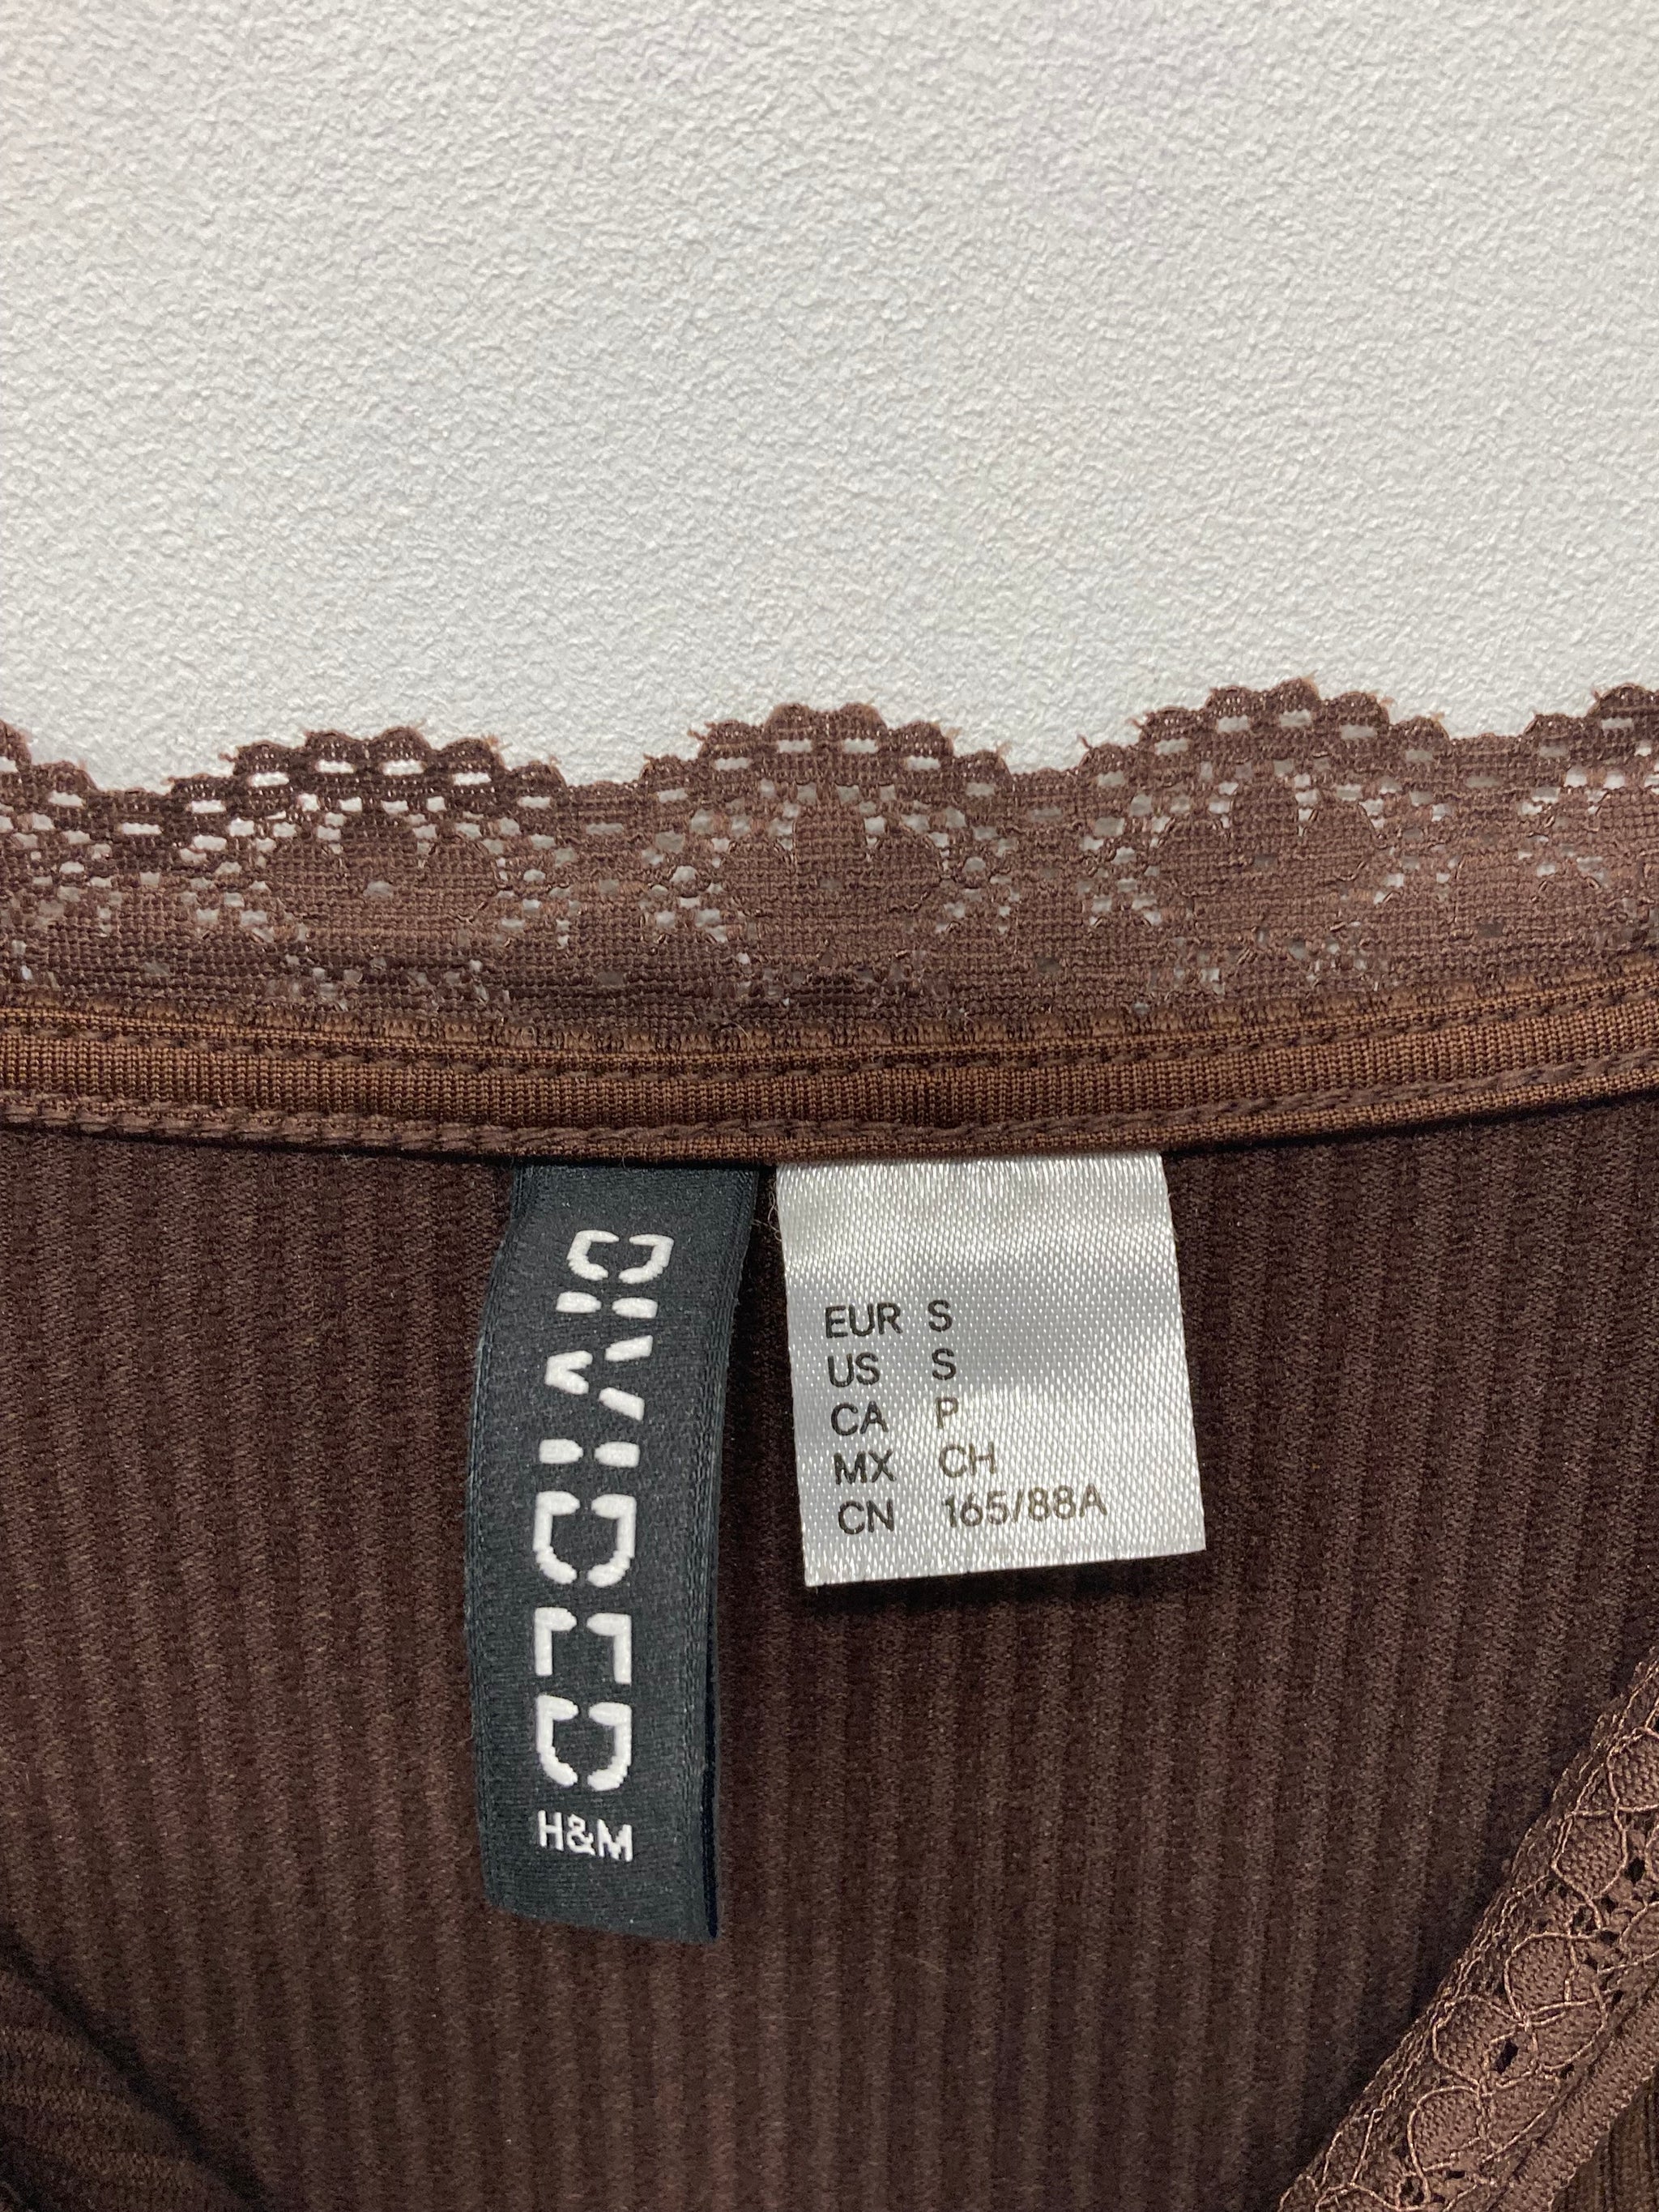 DIVIDED
H&M
EUR S
US S
CA P
MX CH
CN 165/88A